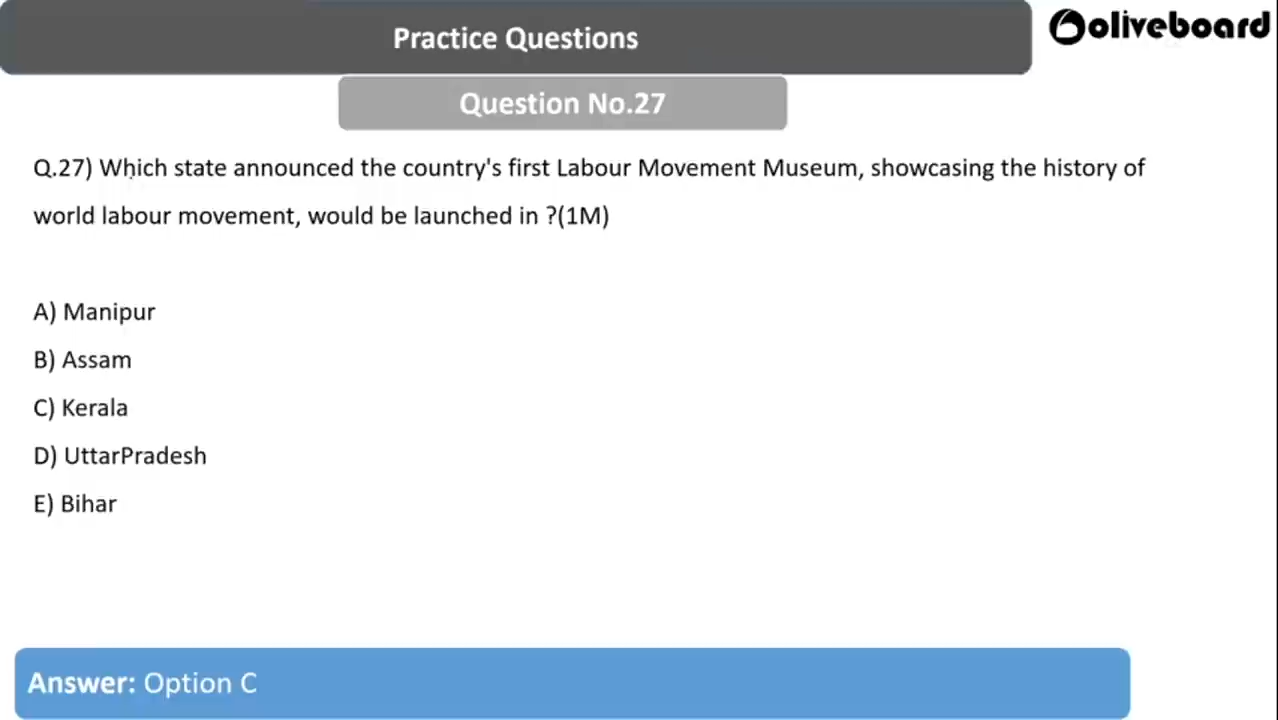 Practice Questions
oliveboard
Question No.27
Q.27) Which state announced the country's first Labour Movement Museum, showcasing the history of
world labour movement, would be launched in ?(1M)
A) Manipur
B) Assam
C) Kerala
D) UttarPradesh
E) Bihar
Answer: Option C